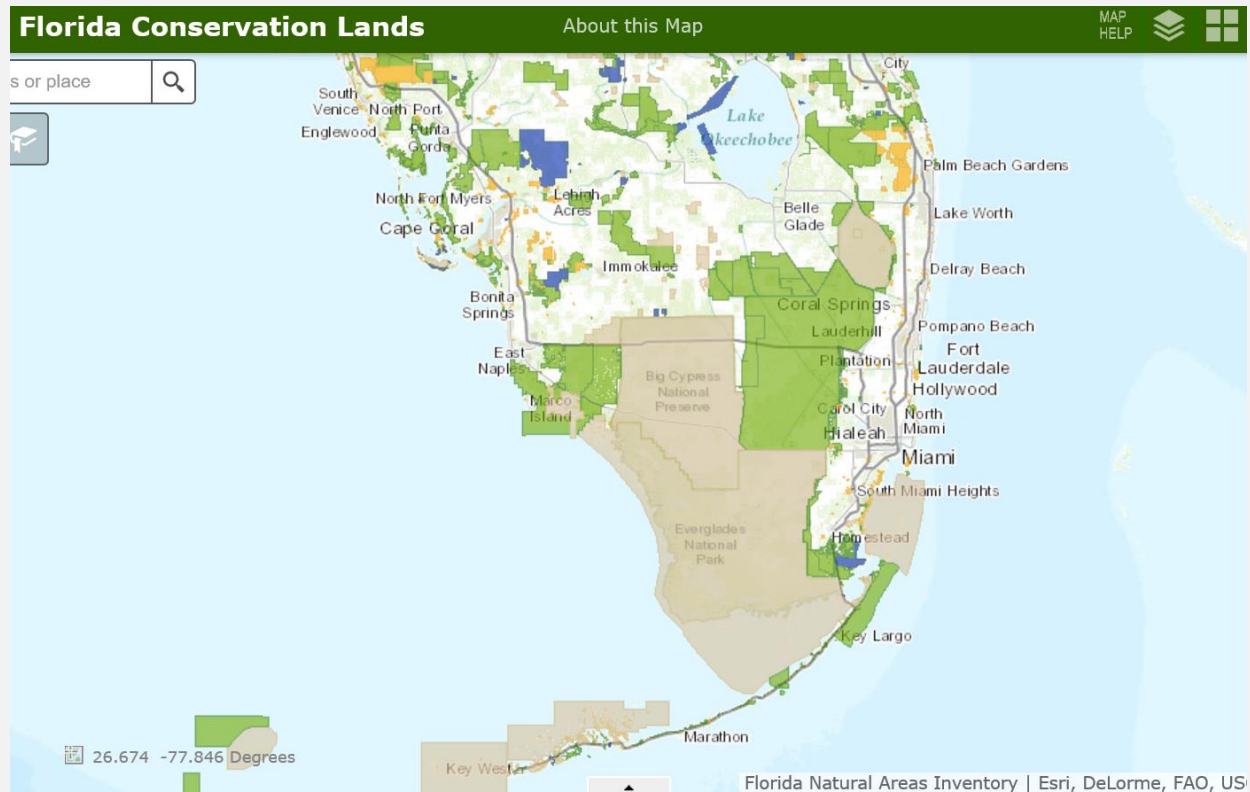 Florida Conservation Lands
About this Map
MAP
HELP
s or place
City
South
Venice
North Port
Englewood
Punta
Gorda
Lake
Okeechobee
Palm Beach Gardens
North Fort Myers
Lehigh
Acres
Belle
Glade
Lake Worth
Cape Coral
Immokalee
Delray Beach
Bonita
Springs
Coral Springs
Lauderhill
Pompano Beach
East
Naples
Plantation
Fort
Lauderdale
Hollywood
Big Cypress
National
Preserve
Marco
Island
Carol City
North
Miami
Hialeah
Miami
South Miami Heights
Everglades
National
Park
Homestead
Key Largo
Marathon
Key West
26.674 -77.846 Degrees
Florida Natural Areas Inventory | Esri, DeLorme, FAO, US